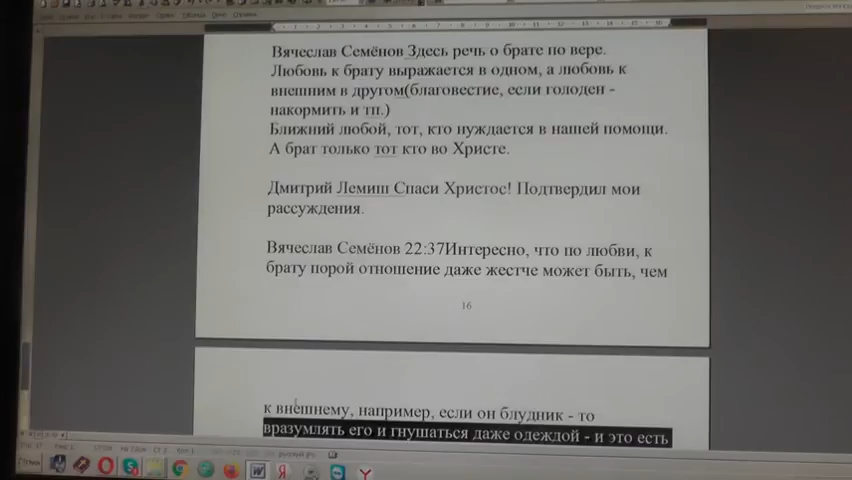 Вячеслав Семёнов Здесь речь о брате по вере.
Любовь к брату выражается в одном, а любовь к
внешним в другом(благовестие, если голоден -
накормить и тп.)
Ближний любой, тот, кто нуждается в нашей помощи.
А брат только тот кто во Христе.
Дмитрий Лемиш Спаси Христос! Подтвердил мои
рассуждения.
Вячеслав Семёнов 22:37Интересно, что по любви, к
брату порой отношение даже жестче может быть, чем
16
к внешнему, например, если он блудник - то
вразумлять его и гнушаться даже одеждой - и это есть